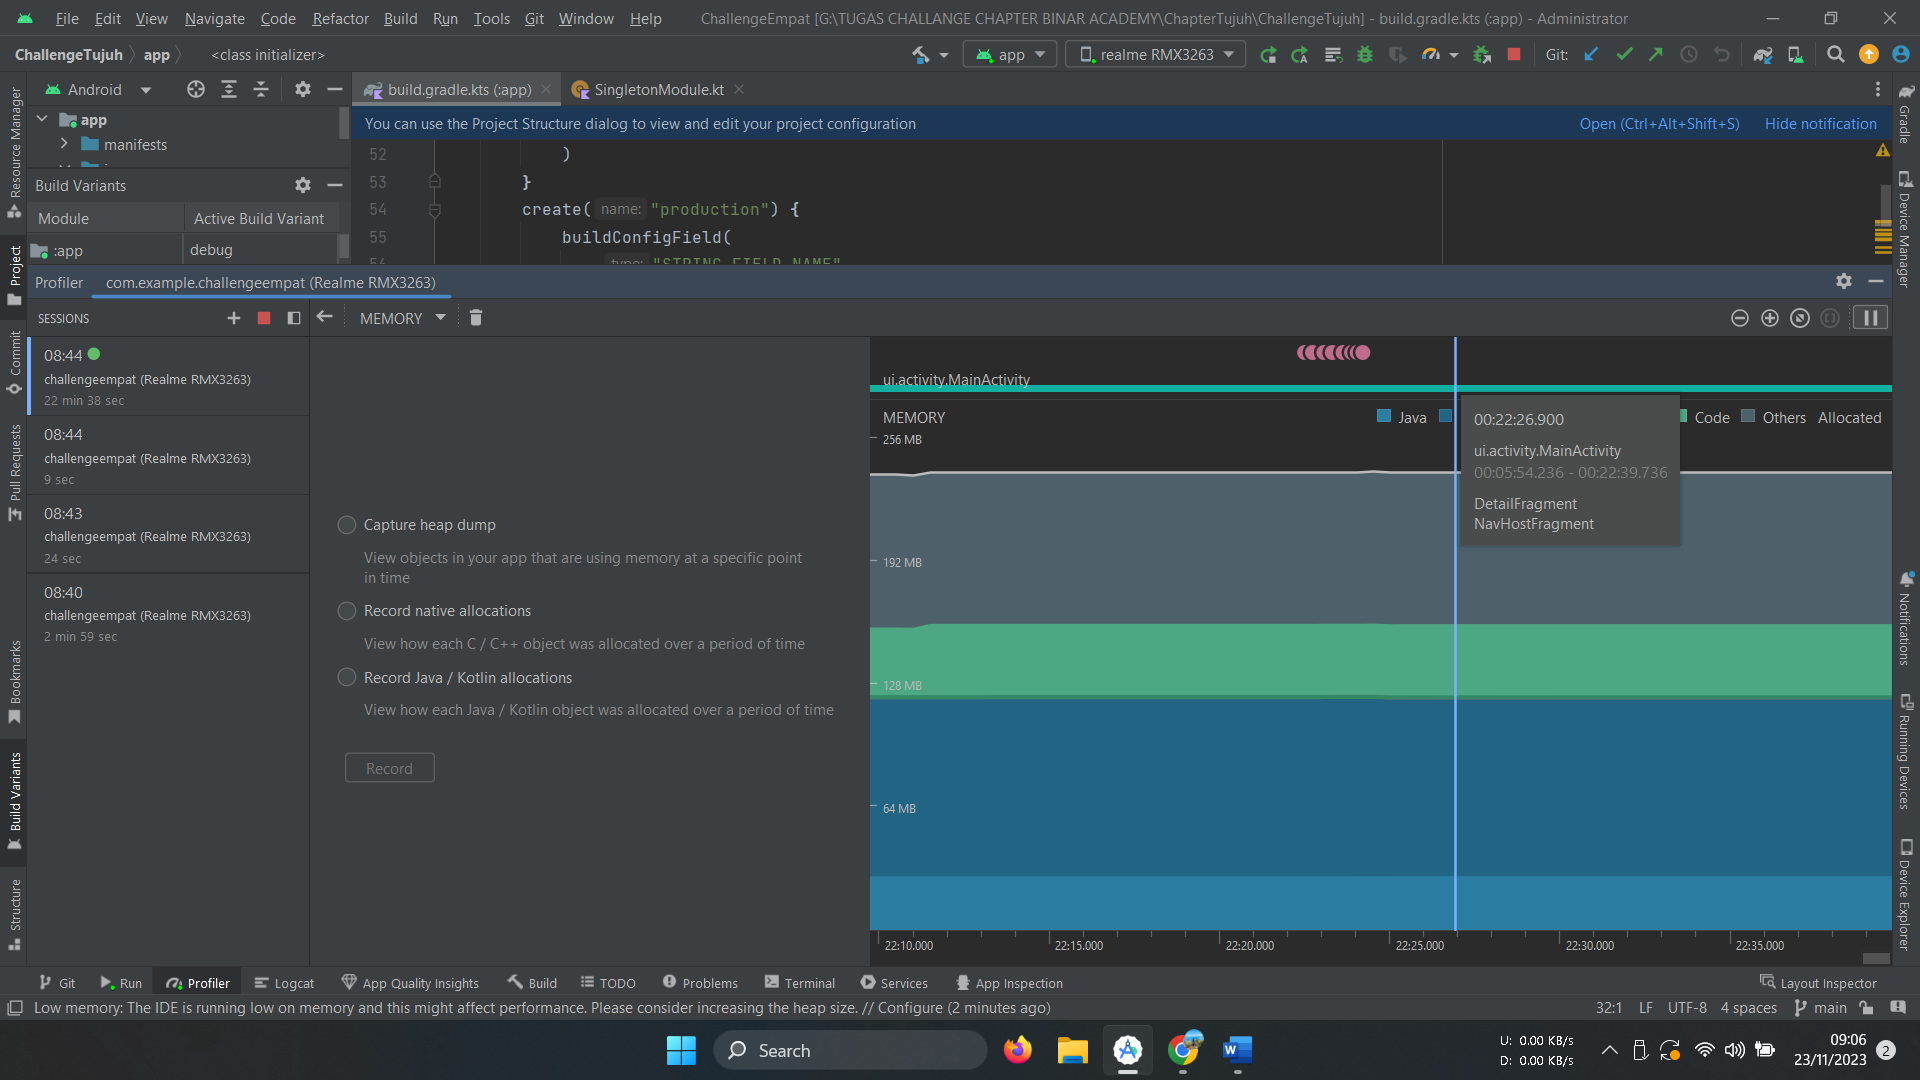 File Edit View Navigate Code Refactor Build Run Tools Git Window Help ChallengeEmpat [G:\TUGAS CHALLANGE CHAPTER BINAR ACADEMY\ChapterTujuh\ChallengeTujuh] - build.gradle.kts (:app) - Administrator
ChallengeTujuh app <class initializer> app realme RMX3263 Git:
Android build.gradle.kts (:app) SingletonModule.kt
app
manifests
You can use the Project Structure dialog to view and edit your project configuration Open (Ctrl+Alt+Shift+S) Hide notification
Build Variants
Module Active Build Variant
:app debug
52 )
53 }
54 create( name: "production") {
55 buildConfigField(
56 type: "STRING_FIELD_NAME"
Profiler com.example.challengeempat (Realme RMX3263)
SESSIONS MEMORY
08:44
challengeempat (Realme RMX3263)
22 min 38 sec
08:44
challengeempat (Realme RMX3263)
9 sec
08:43
challengeempat (Realme RMX3263)
24 sec
08:40
challengeempat (Realme RMX3263)
2 min 59 sec
Capture heap dump
View objects in your app that are using memory at a specific point
in time
Record native allocations
View how each C / C++ object was allocated over a period of time
Record Java / Kotlin allocations
View how each Java / Kotlin object was allocated over a period of time
Record
ui.activity.MainActivity
MEMORY Java Code Others Allocated
256 MB
192 MB
128 MB
64 MB
00:22:26.900
ui.activity.MainActivity
00:05:54.236 - 00:22:39.736
DetailFragment
NavHostFragment
22:10.000 22:15.000 22:20.000 22:25.000 22:30.000 22:35.000
Resource Manager
Project
Commit
Pull Requests
Bookmarks
Build Variants
Structure
Gradle
Device Manager
Notifications
Running Devices
Device Explorer
Git Run Profiler Logcat App Quality Insights Build TODO Problems Terminal Services App Inspection Layout Inspector
Low memory: The IDE is running low on memory and this might affect performance. Please consider increasing the heap size. // Configure (2 minutes ago) 32:1 LF UTF-8 4 spaces main
Search
U: 0.00 KB/s
D: 0.00 KB/s
09:06
23/11/2023
2